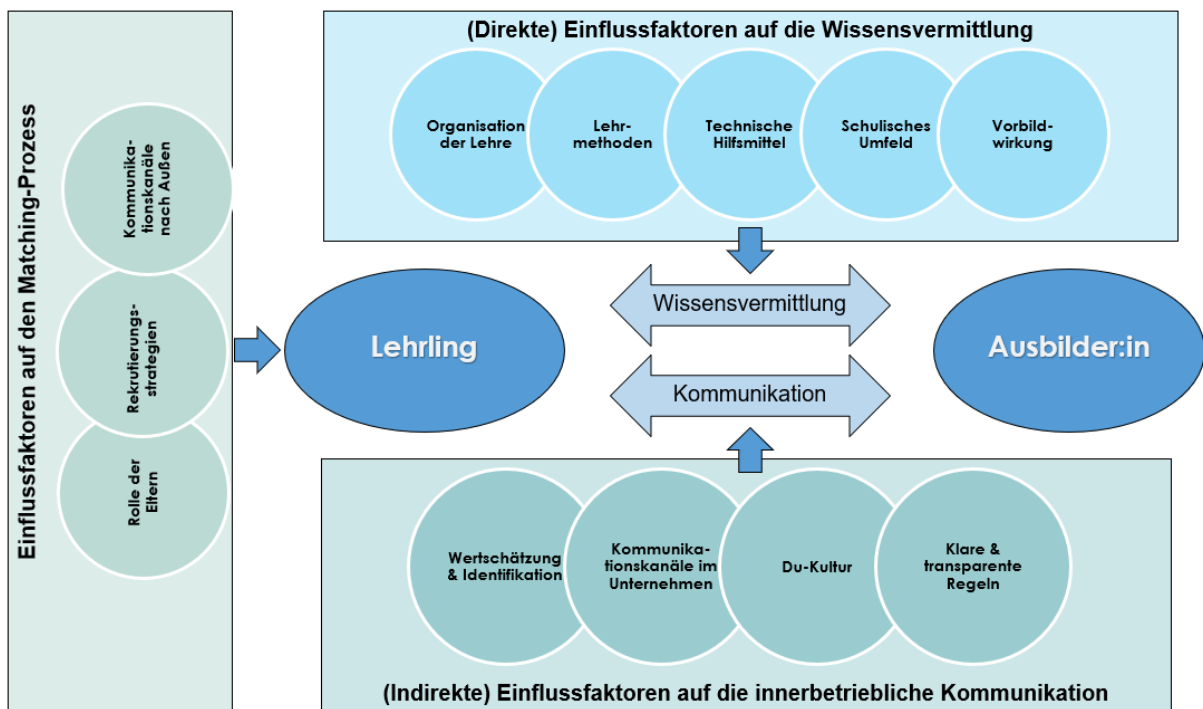 Einflussfaktoren auf den Matching-Prozess
Kommunika-
tionskanäle
nach Außen
Rekrutierungs-
strategien
Rolle der
Eltern
(Direkte) Einflussfaktoren auf die Wissensvermittlung
Organisation
der Lehre
Lehr-
methoden
Technische
Hilfsmittel
Schulisches
Umfeld
Vorbild-
wirkung
Lehrling
Wissensvermittlung
Kommunikation
Ausbilder:in
Wertschätzung
& Identifikation
Kommunika-
tionskanäle im
Unternehmen
Du-Kultur
Klare &
transparente
Regeln
(Indirekte) Einflussfaktoren auf die innerbetriebliche Kommunikation